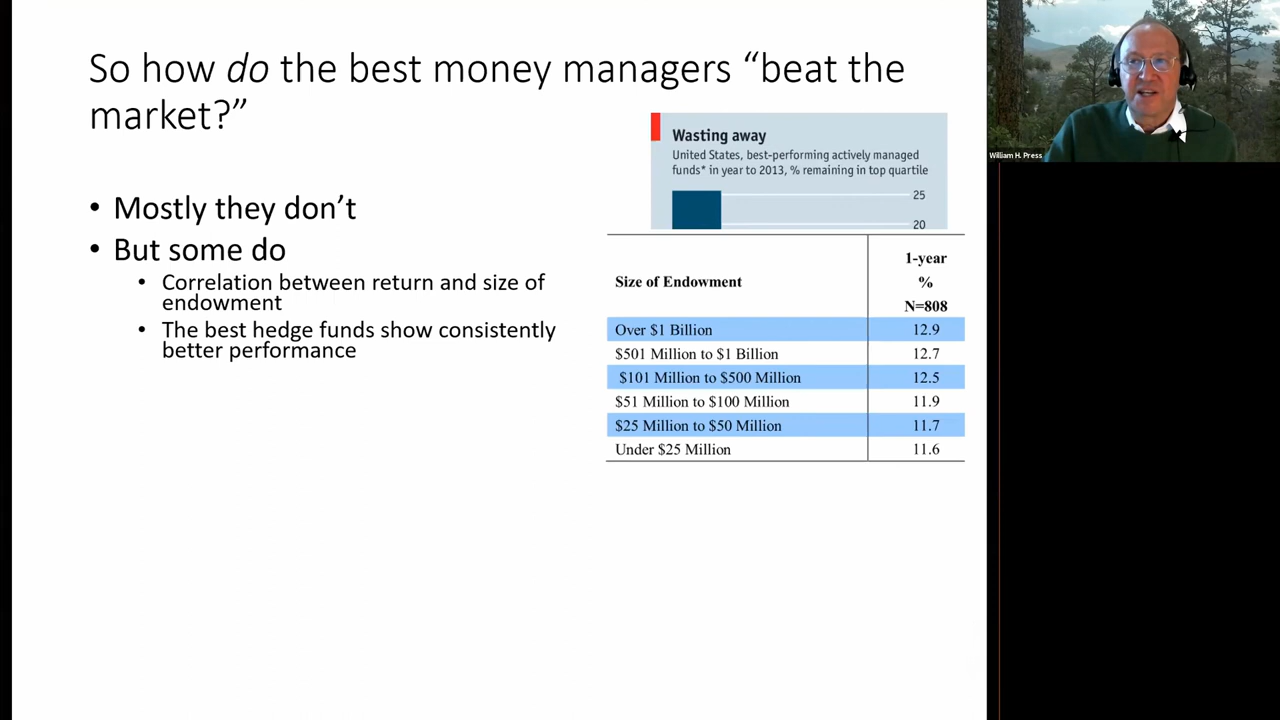 So how do the best money managers “beat the
market?”
• Mostly they don’t
• But some do
• Correlation between return and size of
endowment
• The best hedge funds show consistently
better performance
Wasting away
United States, best-performing actively managed
funds* in year to 2013, % remaining in top quartile
25
20
Size of Endowment
1-year
%
N=808
Over $1 Billion 12.9
$501 Million to $1 Billion 12.7
$101 Million to $500 Million 12.5
$51 Million to $100 Million 11.9
$25 Million to $50 Million 11.7
Under $25 Million 11.6
William H. Press